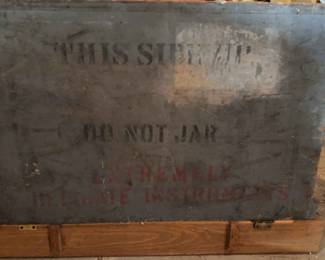 THIS SIDE UP
DO NOT JAR
EXTREMELY
DELICATE INSTRUMENTS